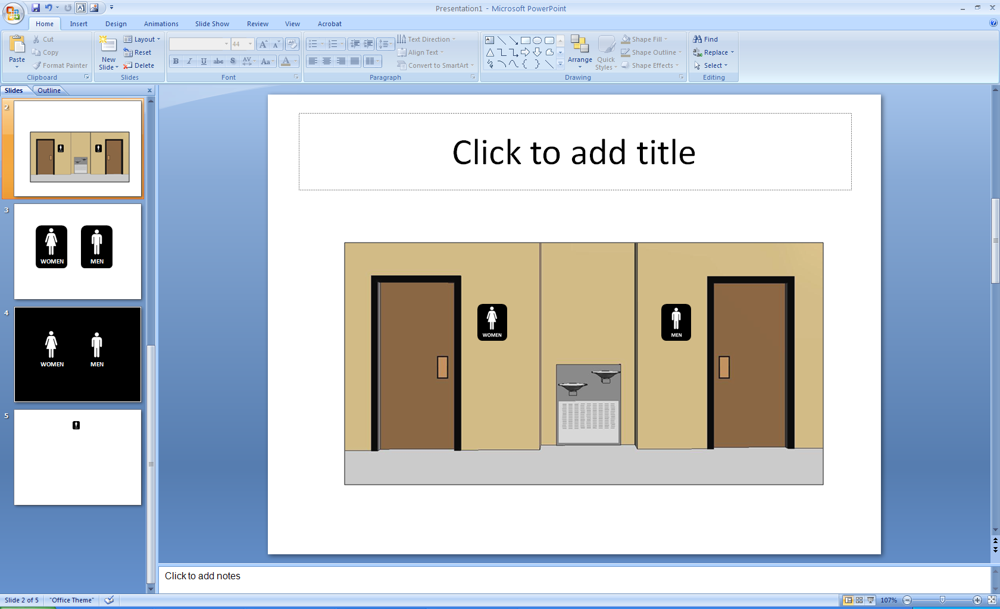 Presentation1 - Microsoft PowerPoint
Home Insert Design Animations Slide Show Review View Acrobat
Paste
Cut
Copy
Format Painter
Clipboard
New Slide
Layout
Reset
Delete
Slides
44
B I U abc S AV Aa A
Font
Text Direction
Align Text
Convert to SmartArt
Paragraph
Arrange
Quick Styles
Shape Fill
Shape Outline
Shape Effects
Drawing
Find
Replace
Select
Editing
Slides Outline
2
3
WOMEN MEN
4
WOMEN MEN
5
Click to add title
WOMEN
MEN
Click to add notes
Slide 2 of 5 "Office Theme" 107%